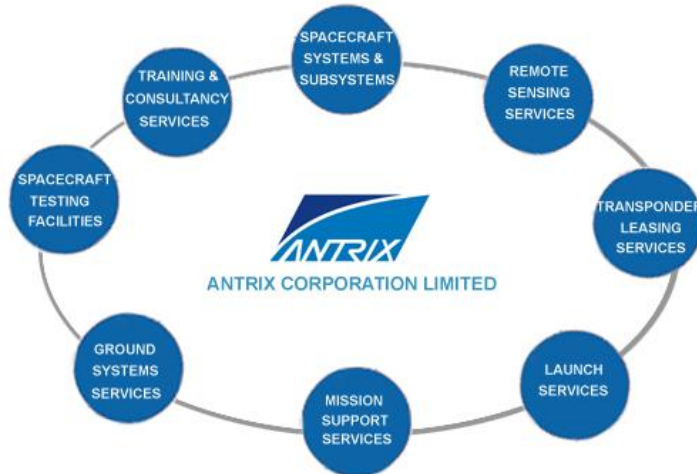 SPACECRAFT
SYSTEMS &
SUBSYSTEMS
REMOTE
SENSING
SERVICES
TRANSPONDER
LEASING
SERVICES
LAUNCH
SERVICES
MISSION
SUPPORT
SERVICES
GROUND
SYSTEMS
SERVICES
SPACECRAFT
TESTING
FACILITIES
TRAINING &
CONSULTANCY
SERVICES
ANTRIX
ANTRIX CORPORATION LIMITED